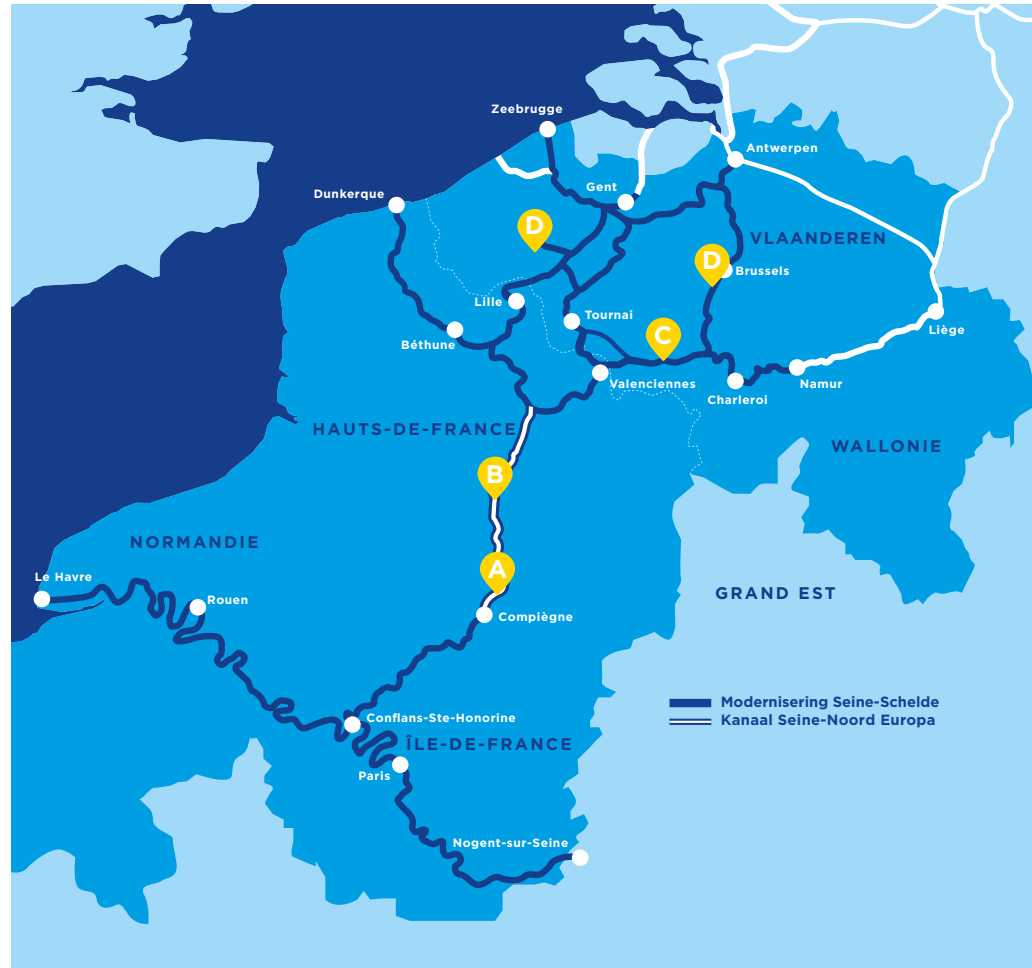 Zeebrugge
Antwerpen
Dunkerque
Gent
D
VLAANDEREN
D
Brussels
Lille
Tournai
C
Liège
Béthune
Valenciennes
Namur
Charleroi
HAUTS-DE-FRANCE
WALLONIE
B
NORMANDIE
A
Le Havre
Rouen
GRAND EST
Compiègne
Modernisering Seine-Schelde
Kanaal Seine-Noord Europa
Conflans-Ste-Honorine
ÎLE-DE-FRANCE
Paris
Nogent-sur-Seine